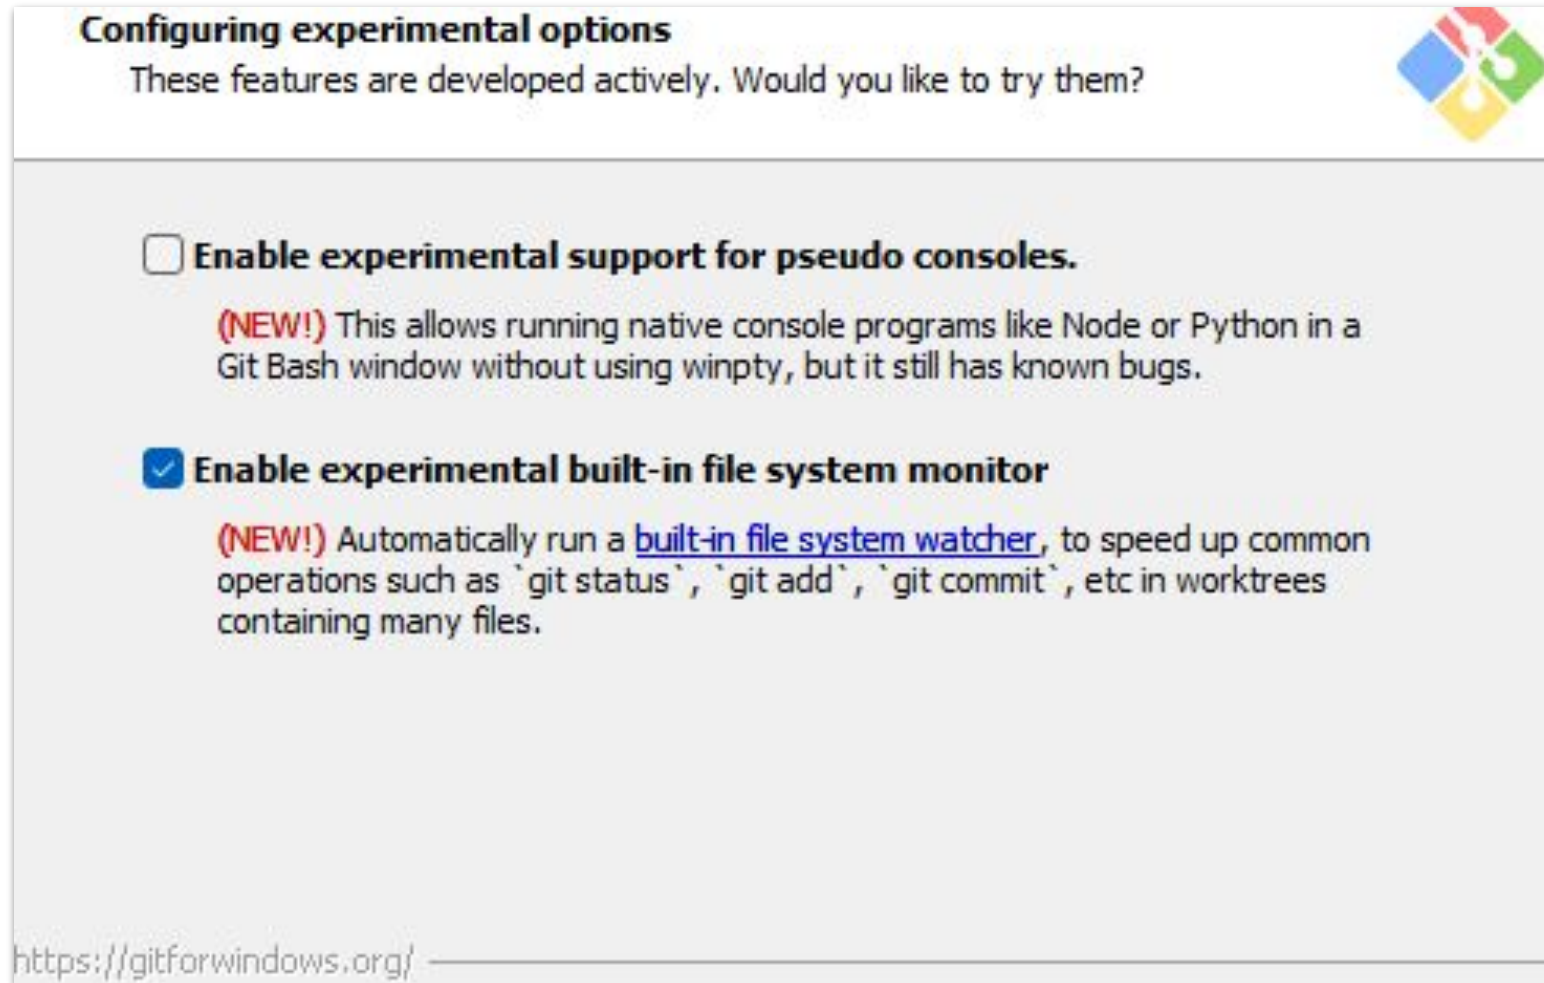 Configuring experimental options
These features are developed actively. Would you like to try them?
Enable experimental support for pseudo consoles.
(NEW!) This allows running native console programs like Node or Python in a
Git Bash window without using winpty, but it still has known bugs.
Enable experimental built-in file system monitor
(NEW!) Automatically run a built-in file system watcher, to speed up common
operations such as `git status`, `git add`, `git commit`, etc in worktrees
containing many files.
https://gitforwindows.org/